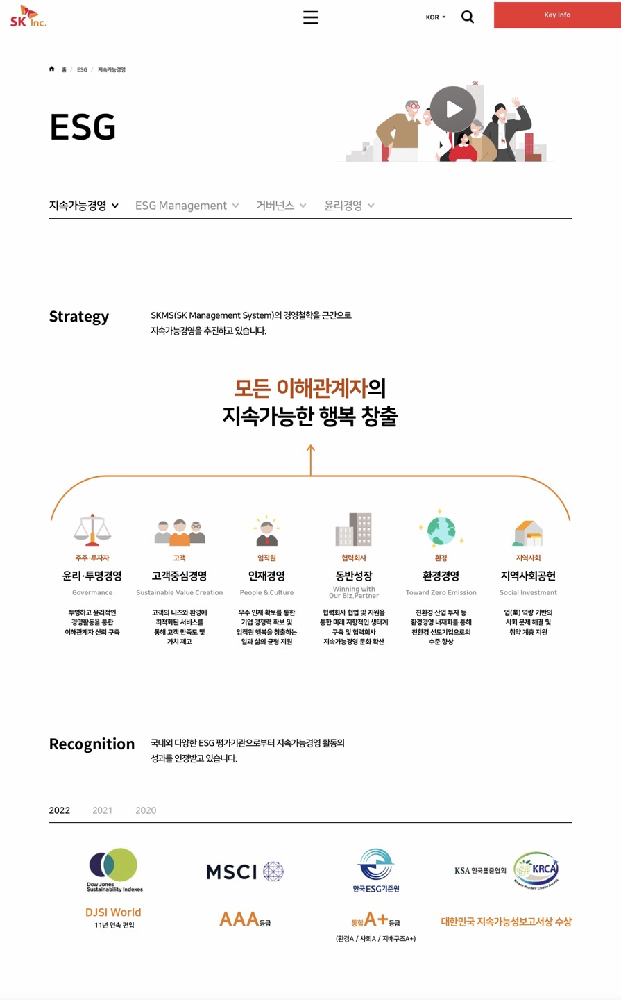 SK Inc.
KOR
Key Info
홈 / ESG / 지속가능경영
SK
ESG
지속가능경영
ESG Management
거버넌스
윤리경영
Strategy
SKMS(SK Management System)의 경영철학을 근간으로
지속가능경영을 추진하고 있습니다.
모든 이해관계자의
지속가능한 행복 창출
주주·투자자
윤리·투명경영
Govermance
투명하고 윤리적인
경영활동을 통한
이해관계자 신뢰 구축
고객
고객중심경영
Sustainable Value Creation
고객의 니즈와 환경에
최적화된 서비스를
통해 고객 만족도 및
가치 제고
임직원
인재경영
People & Culture
우수 인재 확보를 통한
기업 경쟁력 확보 및
임직원 행복을 창출하는
일과 삶의 균형 지원
협력회사
동반성장
Winning with
Our Biz.Partner
협력회사 협업 및 지원을
통한 미래 지향적인 생태계
구축 및 협력회사
지속가능경영 문화 확산
환경
환경경영
Toward Zero Emission
친환경 산업 투자 등
환경경영 내재화를 통해
친환경 선도기업으로의
수준 향상
지역사회
지역사회공헌
Social Investment
업(業) 역량 기반의
사회 문제 해결 및
취약 계층 지원
Recognition
국내외 다양한 ESG 평가기관으로부터 지속가능경영 활동의
성과를 인정받고 있습니다.
2022
2021
2020
Dow Jones
Sustainability Indexes
DJSI World
11년 연속 편입
MSCI
AAA등급
한국ESG기준원
통합A+등급
(환경A / 사회A / 지배구조A+)
KSA 한국표준협회
KRCA
Korean Readers' Choice Awards
대한민국 지속가능성보고서상 수상